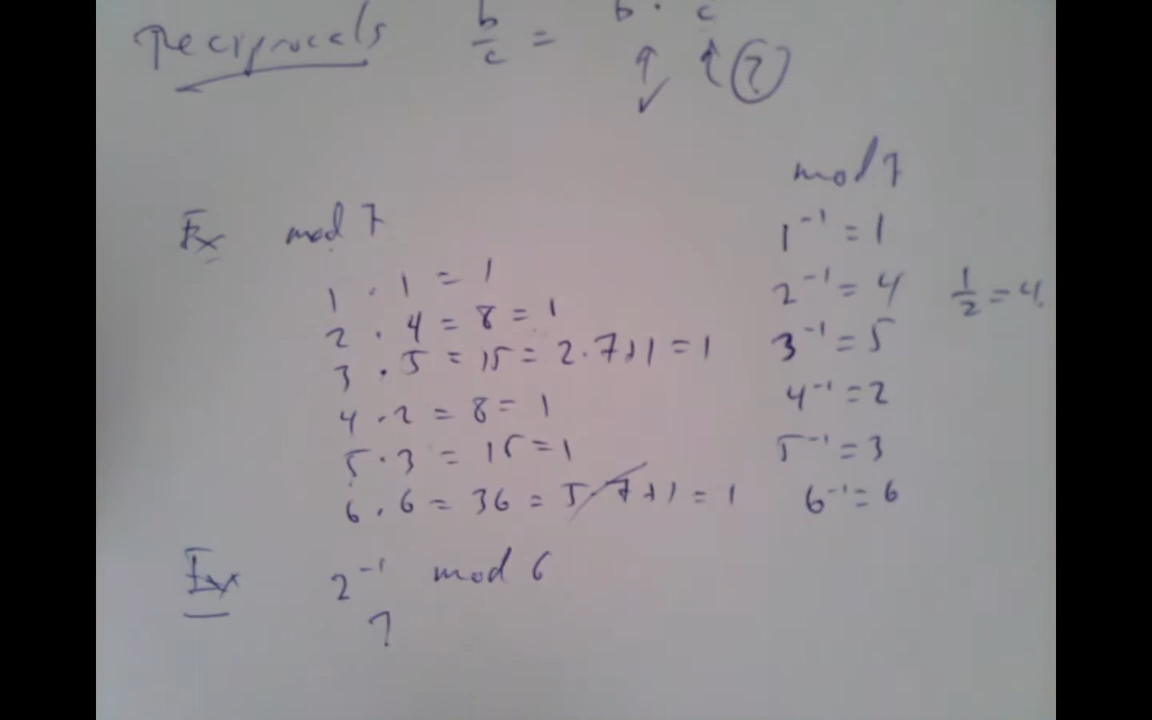 Reciprocals b/c = b · c
↑ ↑ ?
✓
mod 7
Ex mod 7
1 · 1 = 1
2 · 4 = 8 = 1
3 · 5 = 15 = 2·7+1 = 1
4 · 2 = 8 = 1
5 · 3 = 15 = 1
6 · 6 = 36 = 5·7+1 = 1
1⁻¹ = 1
2⁻¹ = 4 1/2 = 4
3⁻¹ = 5
4⁻¹ = 2
5⁻¹ = 3
6⁻¹ = 6
Ex 2⁻¹ mod 6
?